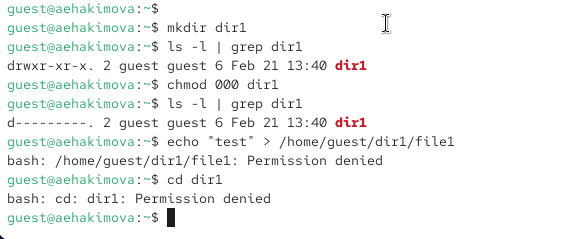 guest@aehakimova:~$
guest@aehakimova:~$ mkdir dir1
guest@aehakimova:~$ ls -l | grep dir1
drwxr-xr-x. 2 guest guest 6 Feb 21 13:40 dir1
guest@aehakimova:~$ chmod 000 dir1
guest@aehakimova:~$ ls -l | grep dir1
d---------. 2 guest guest 6 Feb 21 13:40 dir1
guest@aehakimova:~$ echo "test" > /home/guest/dir1/file1
bash: /home/guest/dir1/file1: Permission denied
guest@aehakimova:~$ cd dir1
bash: cd: dir1: Permission denied
guest@aehakimova:~$